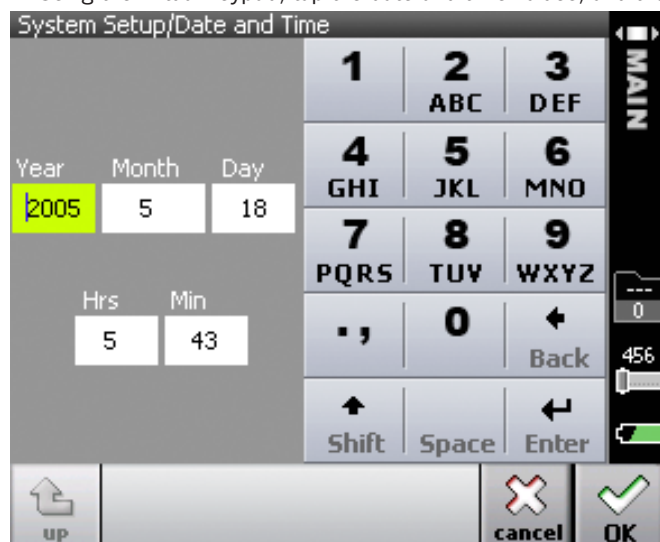 System Setup/Date and Time
MAIN
Year Month Day
2005 5 18
Hrs Min
5 43
1 2 3
ABC DEF
4 5 6
GHI JKL MNO
7 8 9
PQRS TUV WXYZ
., 0
Back
Shift Space Enter
---
0
456
up
cancel
OK